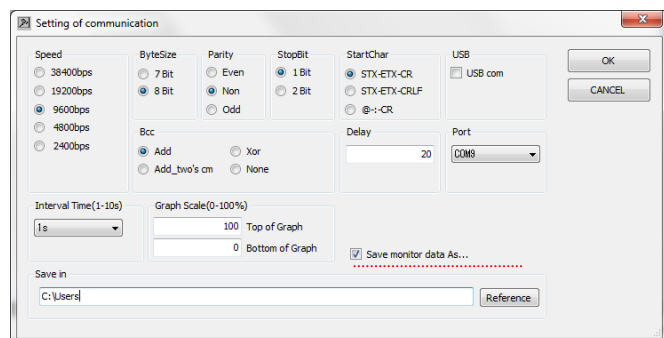 Setting of communication
Speed
38400bps
19200bps
9600bps
4800bps
2400bps
ByteSize
7 Bit
8 Bit
Parity
Even
Non
Odd
StopBit
1 Bit
2 Bit
StartChar
STX-ETX-CR
STX-ETX-CRLF
@-:-CR
USB
USB com
OK
CANCEL
Bcc
Add
Xor
Add_two's cm
None
Delay
20
Port
COM9
Interval Time(1-10s)
1s
Graph Scale(0-100%)
100 Top of Graph
0 Bottom of Graph
Save monitor data As...
Save in
C:\Users
Reference